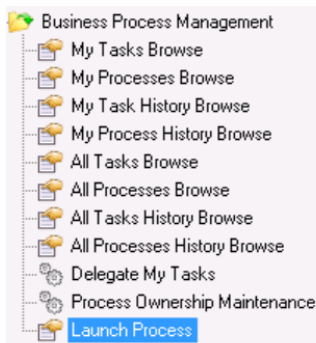 Business Process Management
My Tasks Browse
My Processes Browse
My Task History Browse
My Process History Browse
All Tasks Browse
All Processes Browse
All Tasks History Browse
All Processes History Browse
Delegate My Tasks
Process Ownership Maintenance
Launch Process